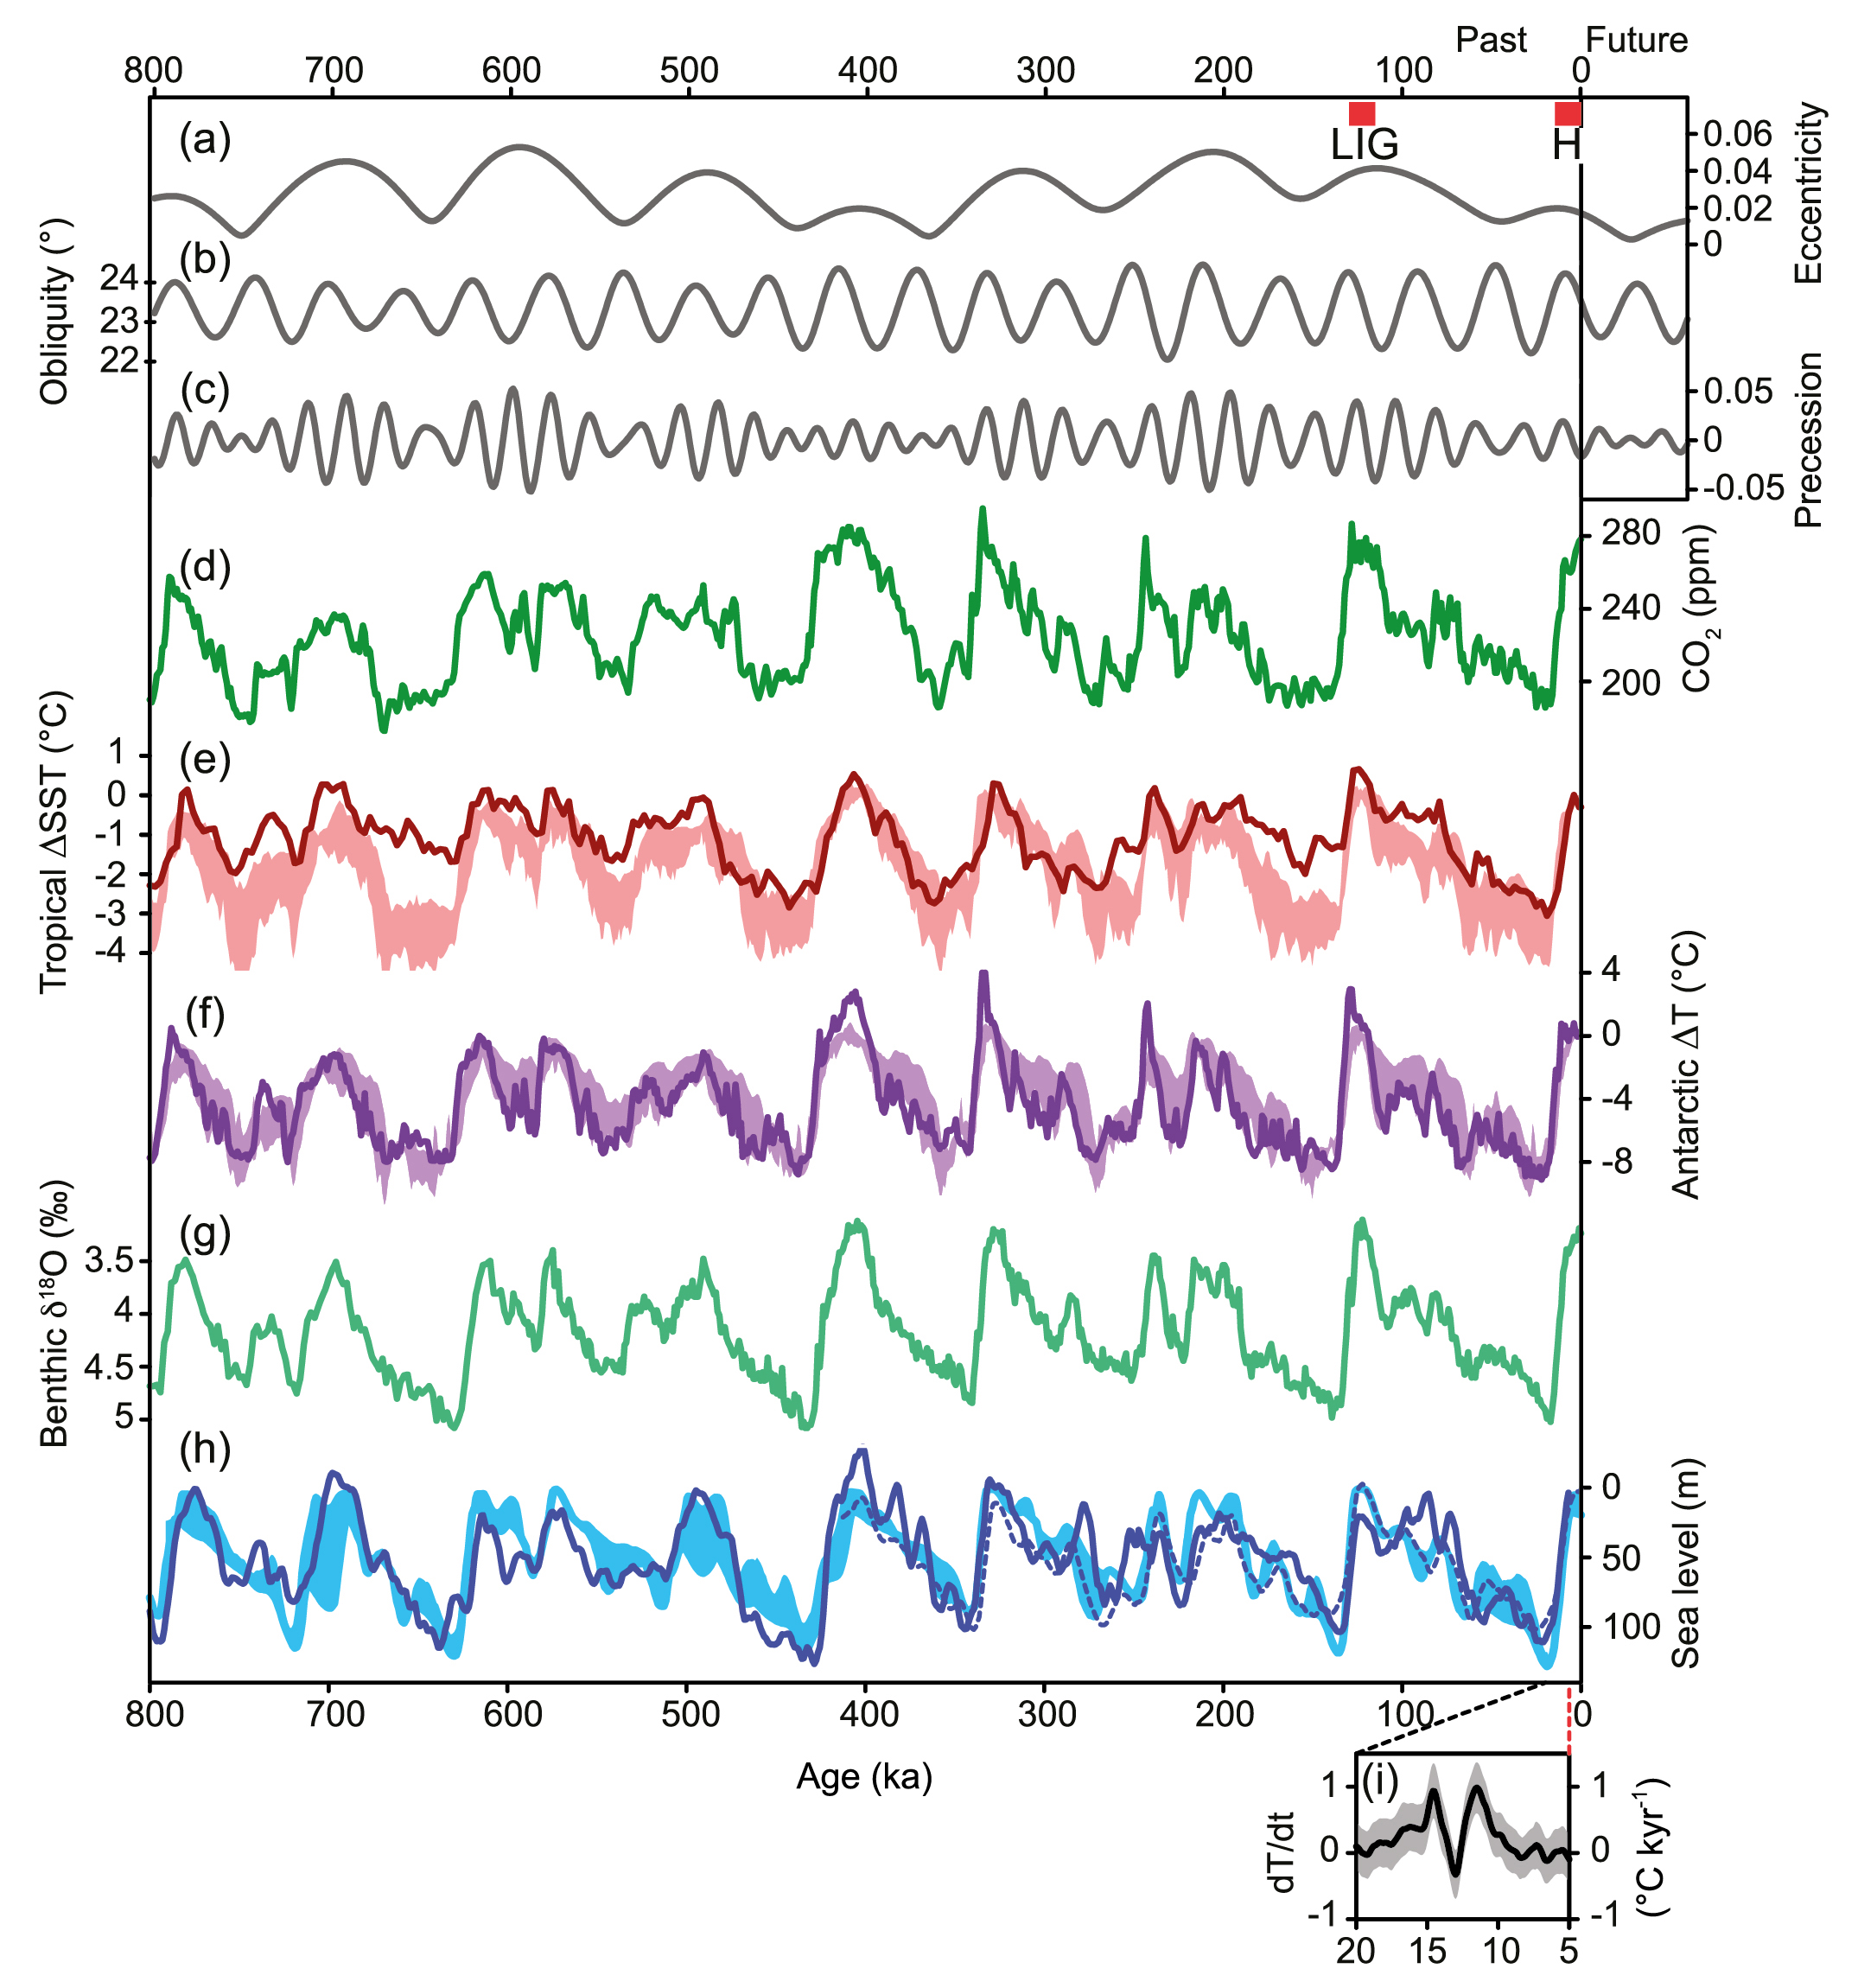 Past Future
800 700 600 500 400 300 200 100 0
(a)
LIG H
0.06
0.04
0.02
0
Eccentricity
Obliquity (°)
(b)
24
23
22
(c)
0.05
0
-0.05
Precession
(d)
280
240
200
CO2 (ppm)
Tropical ΔSST (°C)
(e)
1
0
-1
-2
-3
-4
(f)
4
0
-4
-8
Antarctic ΔT (°C)
Benthic δ18O (‰)
(g)
3.5
4
4.5
5
(h)
0
50
100
Sea level (m)
800 700 600 500 400 300 200 100 0
Age (ka)
(i)
dT/dt
1
0
-1
1
0
-1
(°C kyr-1)
20 15 10 5